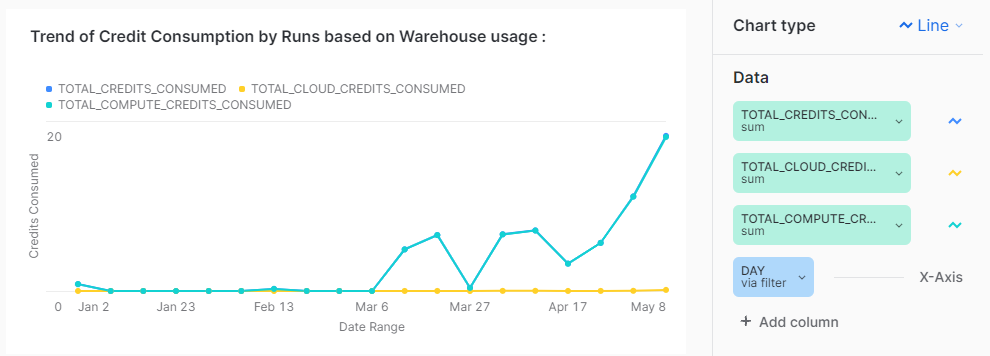 Trend of Credit Consumption by Runs based on Warehouse usage :
TOTAL_CREDITS_CONSUMED TOTAL_CLOUD_CREDITS_CONSUMED
TOTAL_COMPUTE_CREDITS_CONSUMED
20
Credits Consumed
0 Jan 2 Jan 23 Feb 13 Mar 6 Mar 27 Apr 17 May 8
Date Range
Chart type Line
Data
TOTAL_CREDITS_CON...
sum
TOTAL_CLOUD_CREDI...
sum
TOTAL_COMPUTE_CR...
sum
DAY
via filter
X-Axis
+ Add column